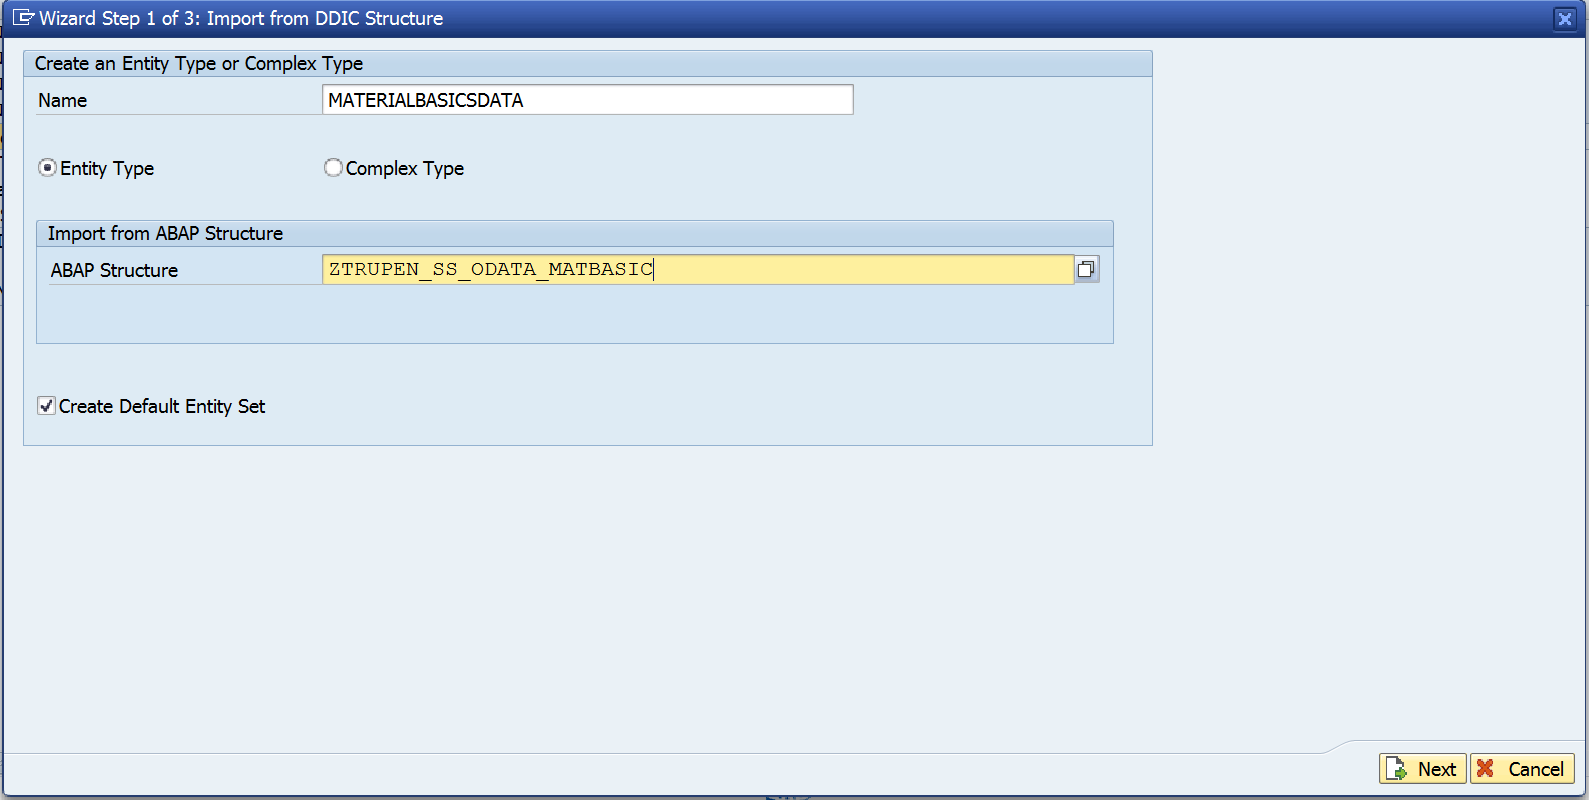 Wizard Step 1 of 3: Import from DDIC Structure
Create an Entity Type or Complex Type
Name MATERIALBASICSDATA
Entity Type Complex Type
Import from ABAP Structure
ABAP Structure ZTRUPEN_SS_ODATA_MATBASIC
Create Default Entity Set
Next Cancel